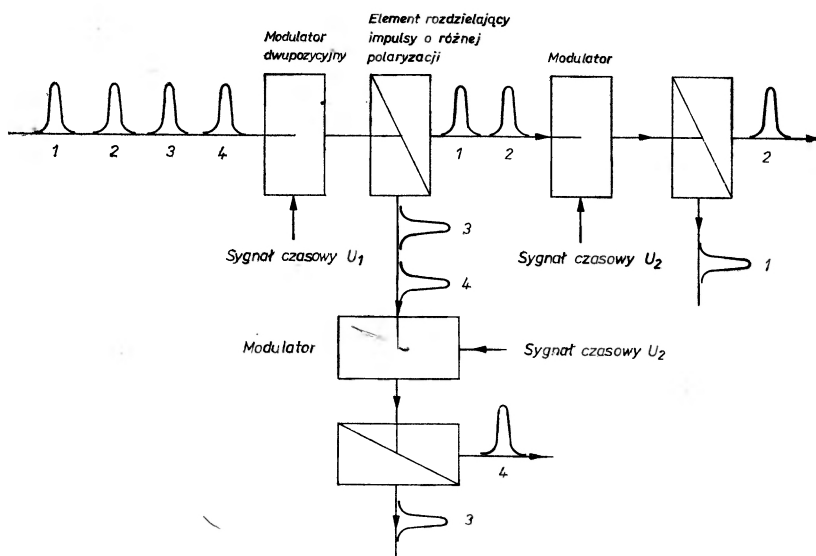 Element rozdzielający
impulsy o różnej
polaryzacji
Modulator
dwupozycyjny
Modulator
1 2 3 4
1 2
2
Sygnał czasowy U1
3
4
Sygnał czasowy U2
1
Modulator
Sygnał czasowy U2
4
3